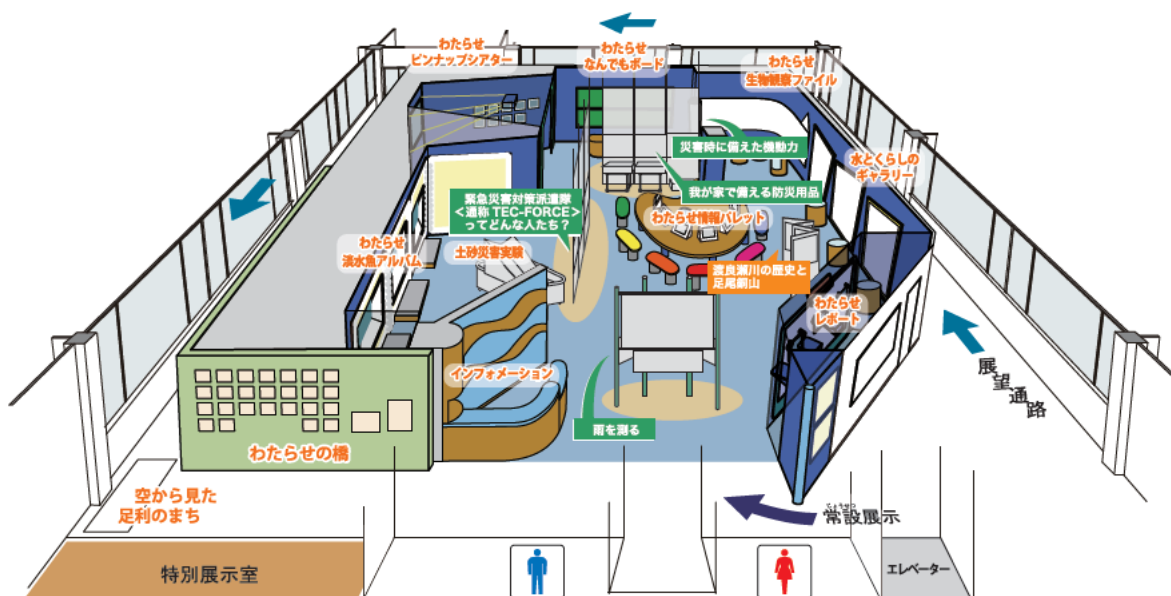 わたらせ
ピンナップシアター
わたらせ
なんでもボード
わたらせ
生物観察ファイル
災害時に備えた機動力
水とくらしの
ギャラリー
我が家で備える防災用品
緊急災害対策派遣隊
<通称 TEC-FORCE>
ってどんな人たち？
わたらせ情報パレット
わたらせ
淡水魚アルバム
土砂災害実験
渡良瀬川の歴史と
足尾銅山
わたらせ
レポート
展望通路
インフォメーション
雨を測る
わたらせの橋
空から見た
足利のまち
じょうせつ
常設展示
特別展示室
エレベーター